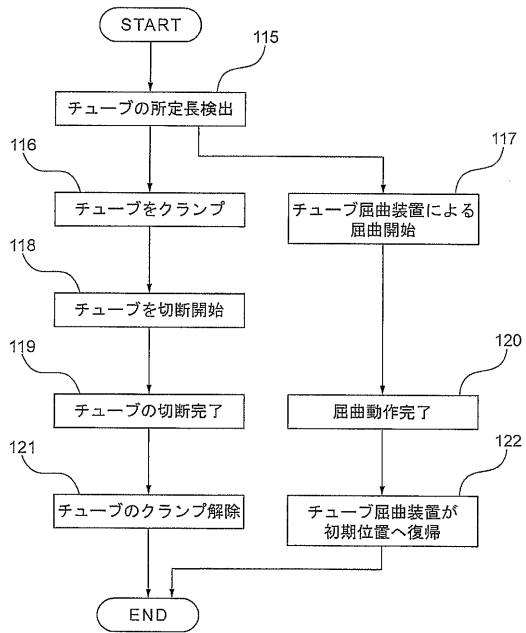 START
115
チューブの所定長検出
116
チューブをクランプ
117
チューブ屈曲装置による
屈曲開始
118
チューブを切断開始
119
チューブの切断完了
120
屈曲動作完了
121
チューブのクランプ解除
122
チューブ屈曲装置が
初期位置へ復帰
END